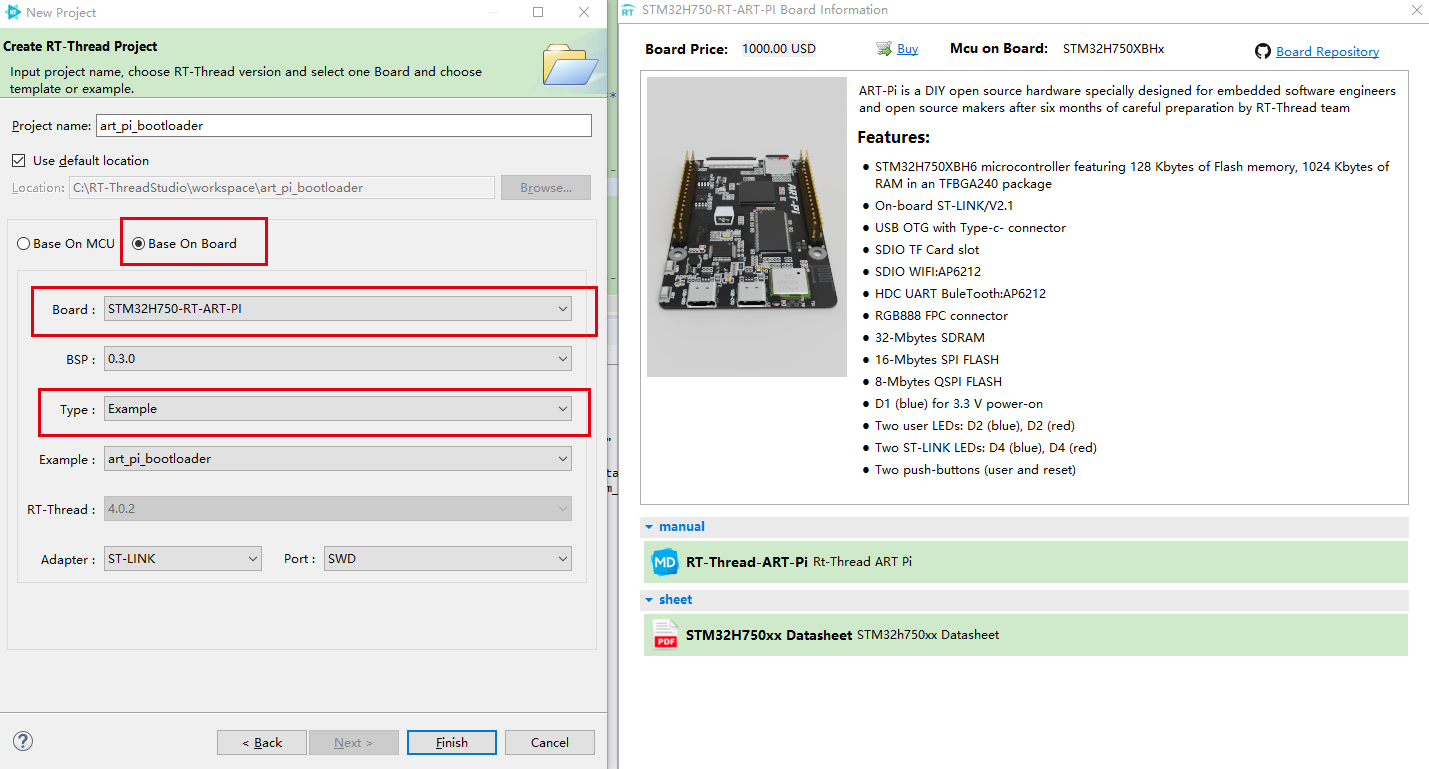 New Project
Create RT-Thread Project
Input project name, choose RT-Thread version and select one Board and choose
template or example.
Project name: art_pi_bootloader
Use default location
Location: C:\RT-ThreadStudio\workspace\art_pi_bootloader Browse...
Base On MCU Base On Board
Board : STM32H750-RT-ART-PI
BSP : 0.3.0
Type : Example
Example : art_pi_bootloader
RT-Thread : 4.0.2
Adapter : ST-LINK Port : SWD
< Back Next > Finish Cancel
STM32H750-RT-ART-PI Board Information
Board Price: 1000.00 USD Buy Mcu on Board: STM32H750XBHx Board Repository
ART-Pi
ART-Pi is a DIY open source hardware specially designed for embedded software engineers
and open source makers after six months of careful preparation by RT-Thread team
Features:
● STM32H750XBH6 microcontroller featuring 128 Kbytes of Flash memory, 1024 Kbytes of
RAM in an TFBGA240 package
● On-board ST-LINK/V2.1
● USB OTG with Type-c- connector
● SDIO TF Card slot
● SDIO WIFI:AP6212
● HDC UART BuleTooth:AP6212
● RGB888 FPC connector
● 32-Mbytes SDRAM
● 16-Mbytes SPI FLASH
● 8-Mbytes QSPI FLASH
● D1 (blue) for 3.3 V power-on
● Two user LEDs: D2 (blue), D2 (red)
● Two ST-LINK LEDs: D4 (blue), D4 (red)
● Two push-buttons (user and reset)
manual
MD RT-Thread-ART-Pi Rt-Thread ART Pi
sheet
PDF STM32H750xx Datasheet STM32h750xx Datasheet